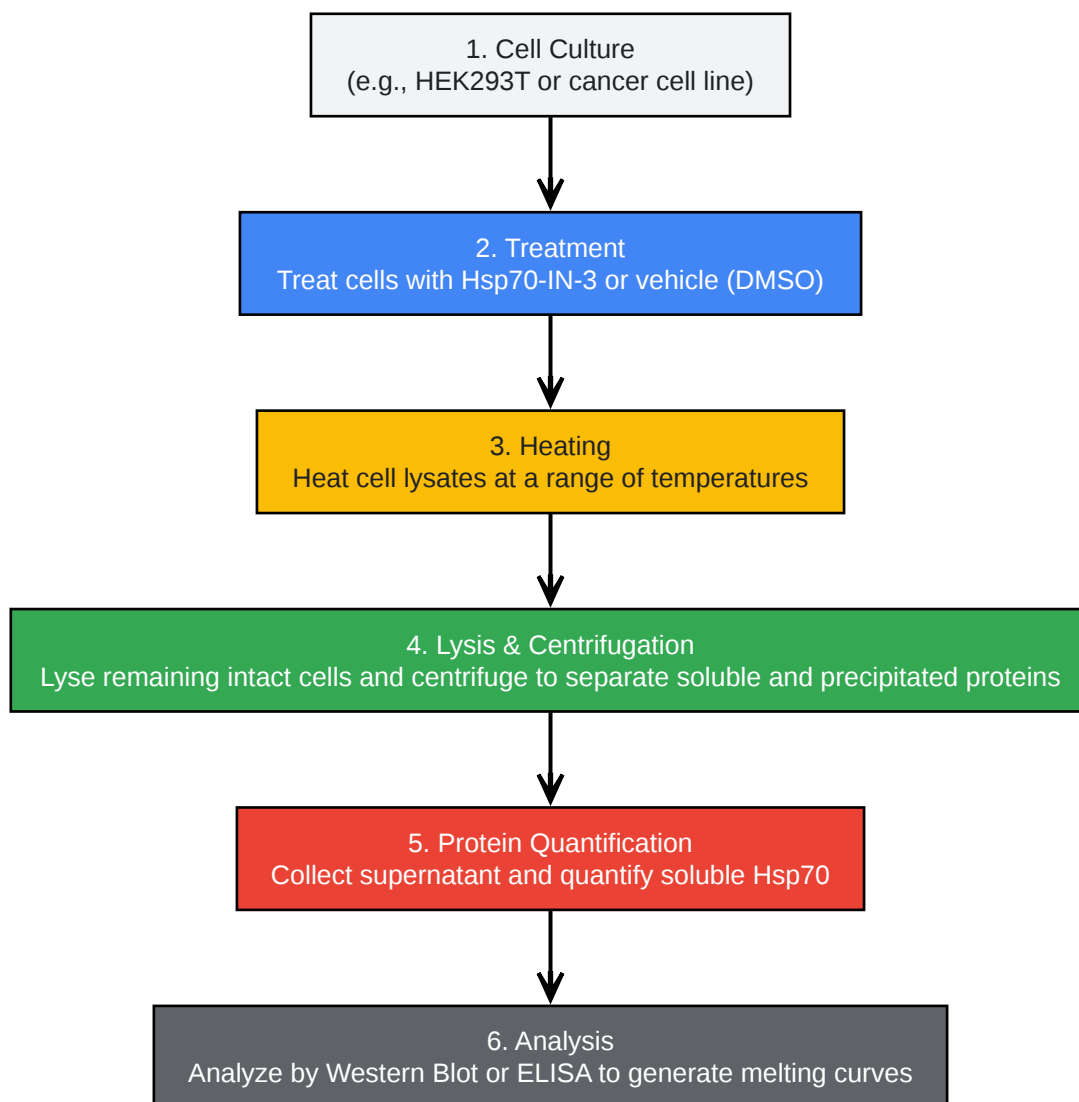 1. Cell Culture
(e.g., HEK293T or cancer cell line)
2. Treatment
Treat cells with Hsp70-IN-3 or vehicle (DMSO)
3. Heating
Heat cell lysates at a range of temperatures
4. Lysis & Centrifugation
Lyse remaining intact cells and centrifuge to separate soluble and precipitated proteins
5. Protein Quantification
Collect supernatant and quantify soluble Hsp70
6. Analysis
Analyze by Western Blot or ELISA to generate melting curves